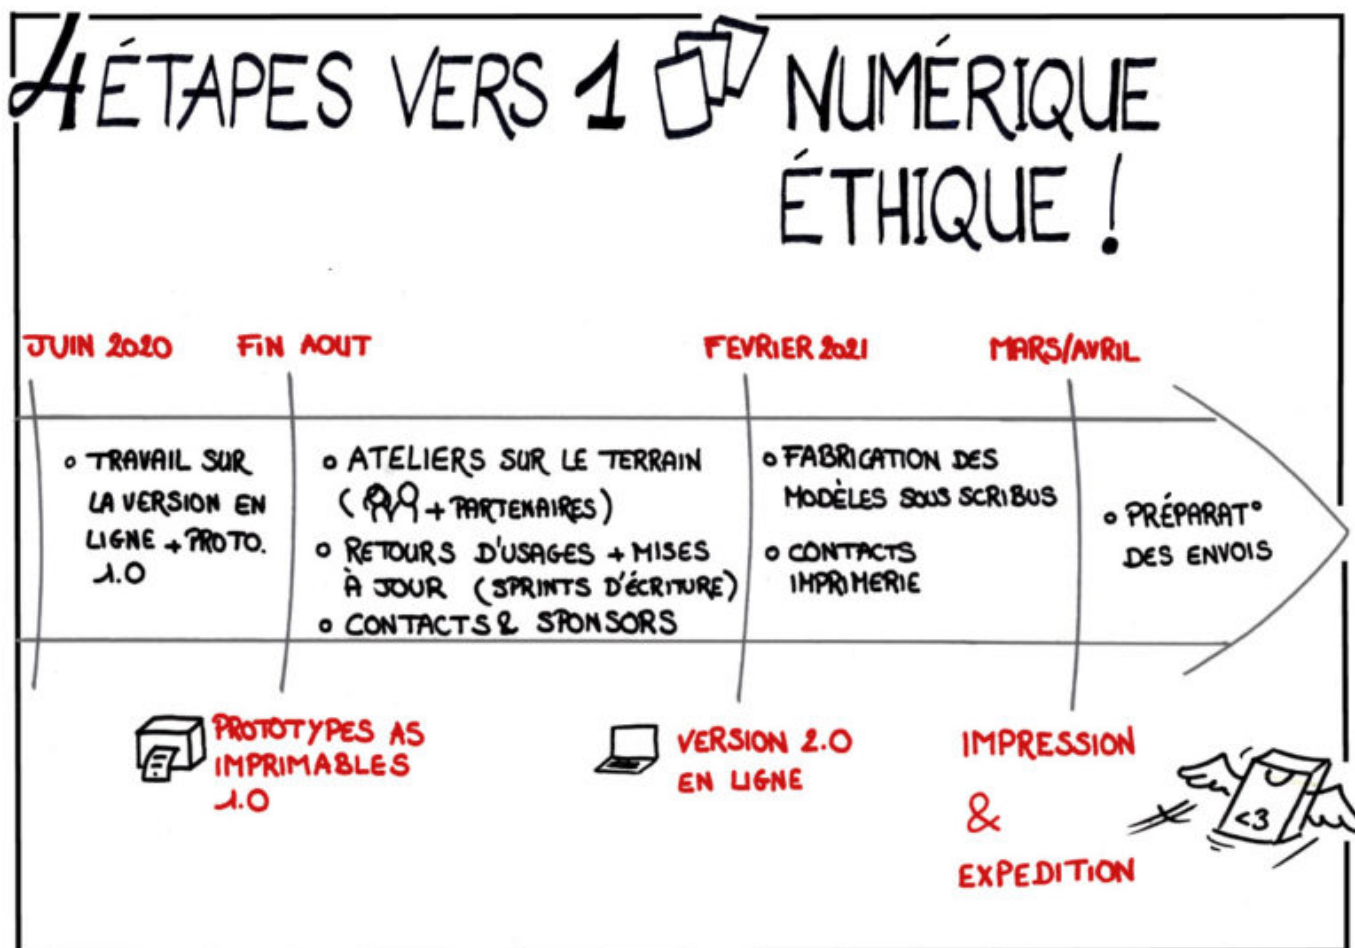 4 ÉTAPES VERS 1 NUMÉRIQUE
ÉTHIQUE !
JUIN 2020
FIN AOUT
FEVRIER 2021
MARS/AVRIL
• TRAVAIL SUR
LA VERSION EN
LIGNE + PROTO.
1.0
• ATELIERS SUR LE TERRAIN
( + PARTENAIRES)
• RETOURS D'USAGES + MISES
À JOUR (SPRINTS D'ÉCRITURE)
• CONTACTS & SPONSORS
• FABRICATION DES
MODÈLES SOUS SCRIBUS
• CONTACTS
IMPRIMERIE
• PRÉPARAT°
DES ENVOIS
PROTOTYPES AS
IMPRIMABLES
1.0
VERSION 2.0
EN LIGNE
IMPRESSION
&
EXPEDITION
<3